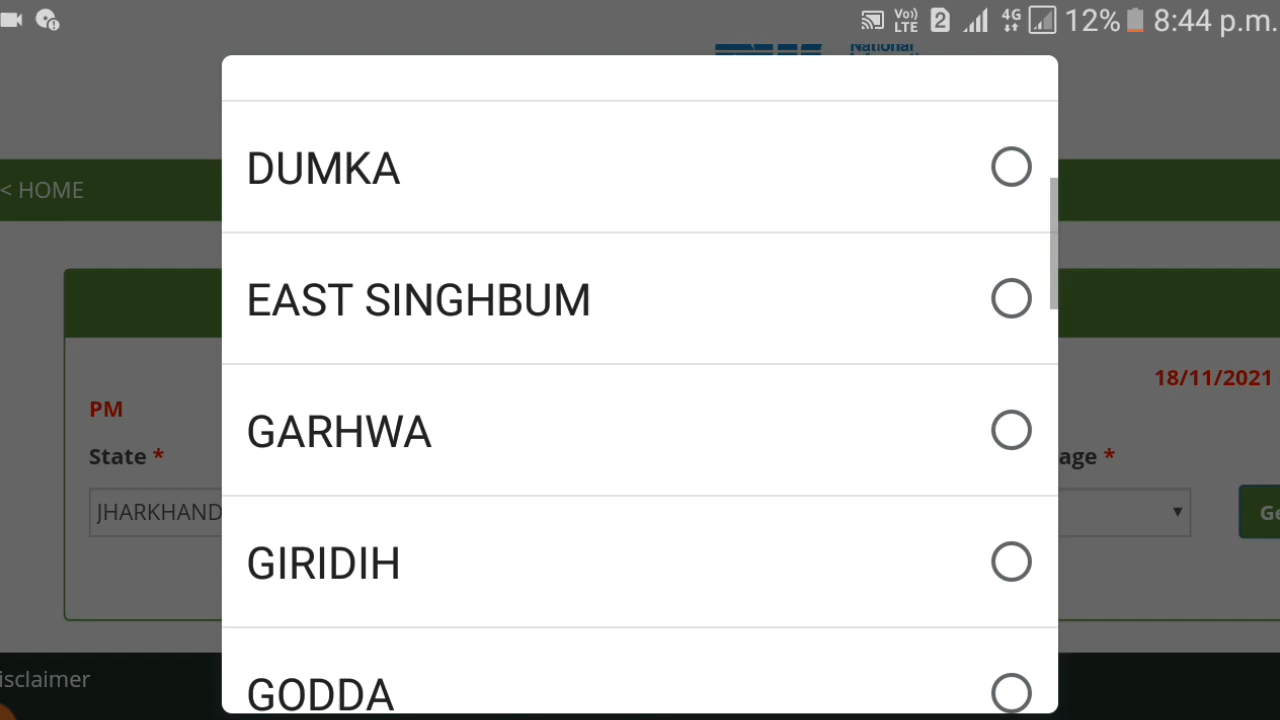 Vo))
LTE
2
4G
12%
8:44 p.m.
National
DUMKA
< HOME
EAST SINGHBUM
18/11/2021
PM
GARHWA
State *
age *
JHARKHAND
Ge
GIRIDIH
isclaimer
GODDA